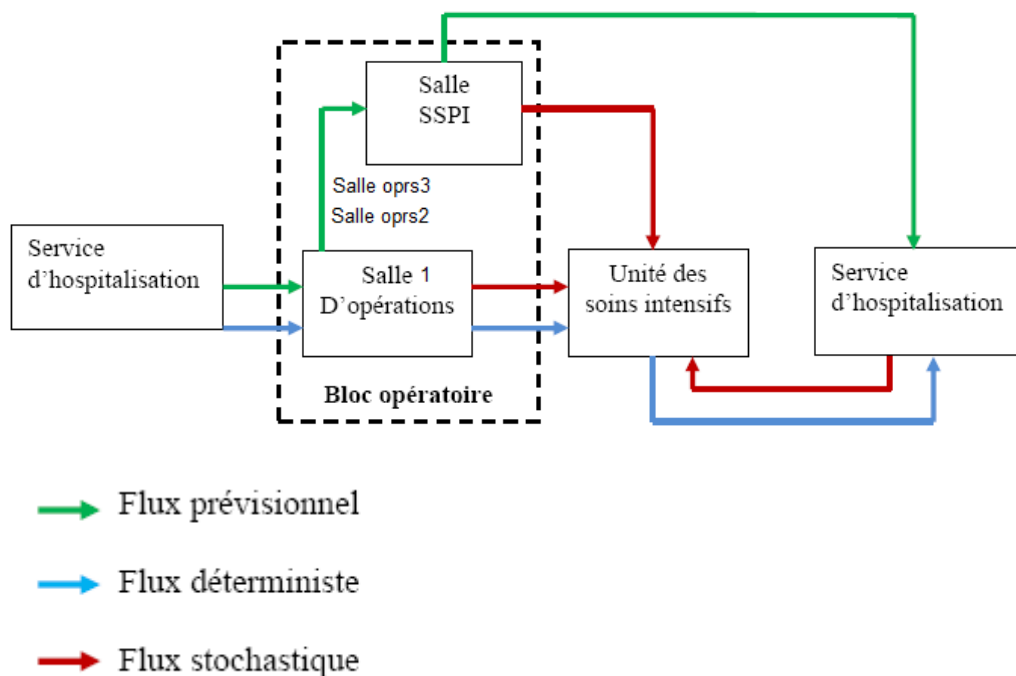 Salle
SSPI
Salle oprs3
Salle oprs2
Service
d'hospitalisation
Salle 1
D'opérations
Unité des
soins intensifs
Service
d'hospitalisation
Bloc opératoire
Flux prévisionnel
Flux déterministe
Flux stochastique